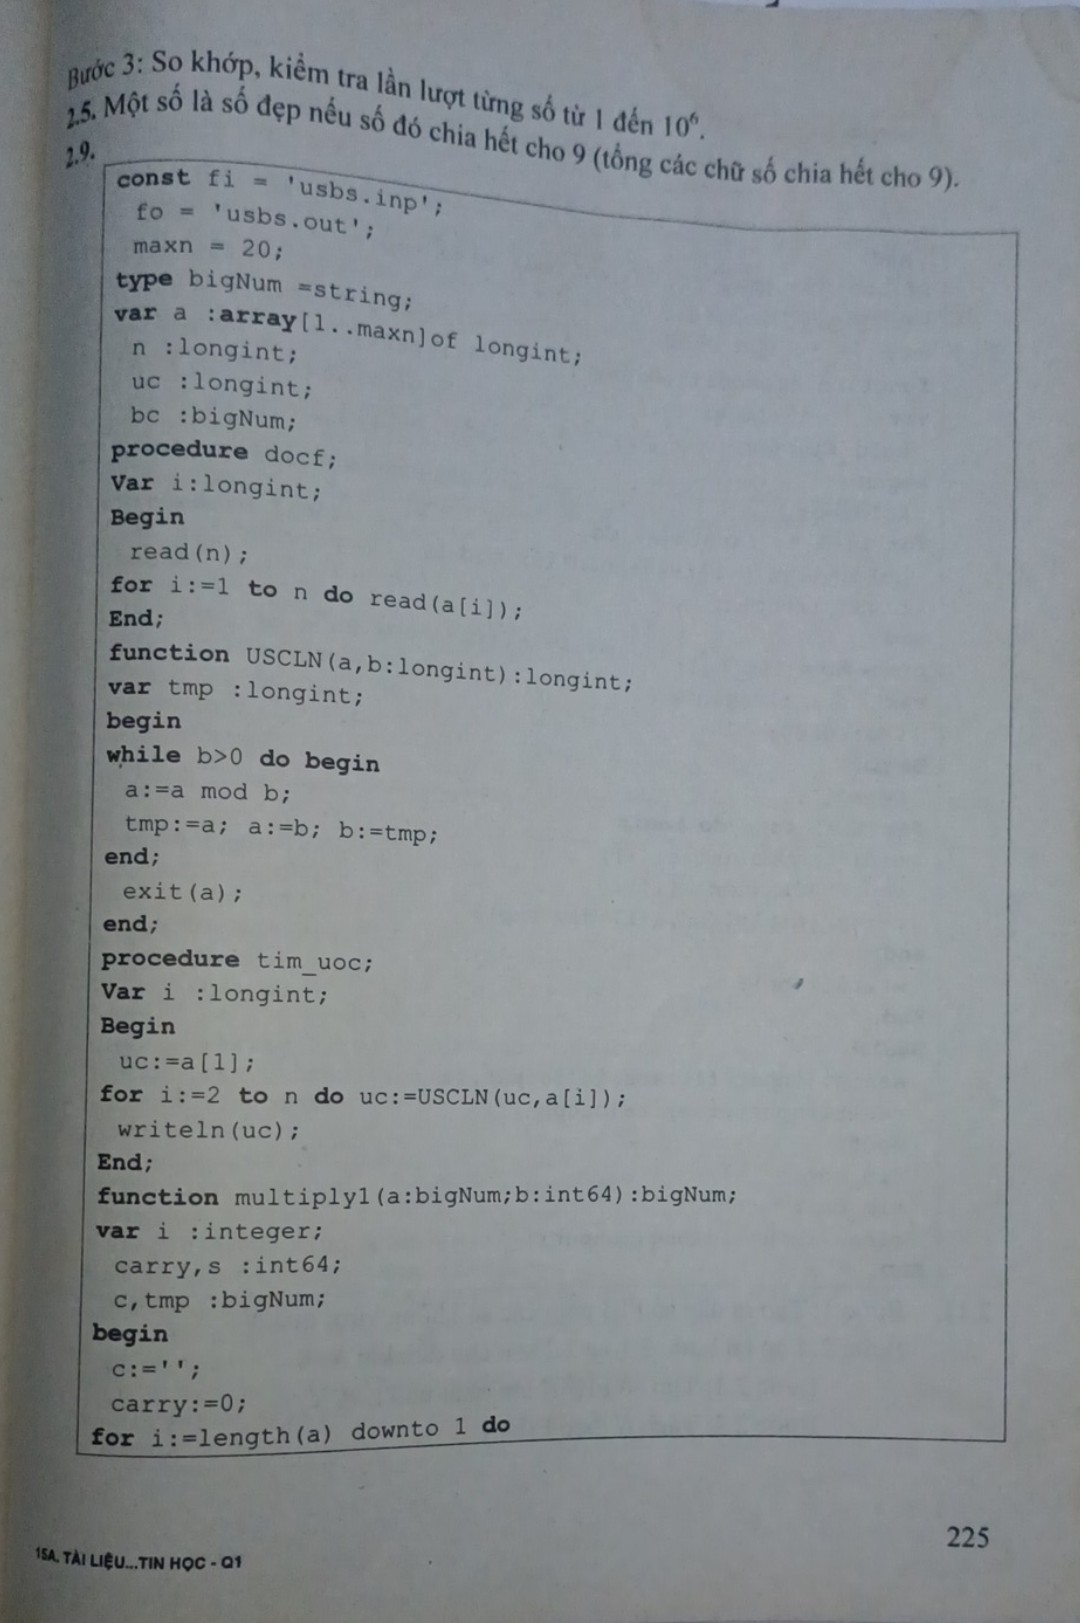 Bước 3: So khớp, kiểm tra lần lượt từng số từ 1 đến 10⁶.
2.5. Một số là số đẹp nếu số đó chia hết cho 9 (tổng các chữ số chia hết cho 9).
2.9.
const fi = 'usbs.inp';
fo = 'usbs.out';
maxn = 20;
type bigNum =string;
var a :array[1..maxn]of longint;
n :longint;
uc :longint;
bc :bigNum;
procedure docf;
Var i:longint;
Begin
read(n);
for i:=1 to n do read(a[i]);
End;
function USCLN(a,b:longint):longint;
var tmp :longint;
begin
while b>0 do begin
a:=a mod b;
tmp:=a; a:=b; b:=tmp;
end;
exit(a);
end;
procedure tim_uoc;
Var i :longint;
Begin
uc:=a[1];
for i:=2 to n do uc:=USCLN(uc,a[i]);
writeln(uc);
End;
function multiply1(a:bigNum;b:int64):bigNum;
var i :integer;
carry,s :int64;
c,tmp :bigNum;
begin
c:='';
carry:=0;
for i:=length(a) downto 1 do
225
15A. TÀI LIỆU...TIN HỌC - Q1